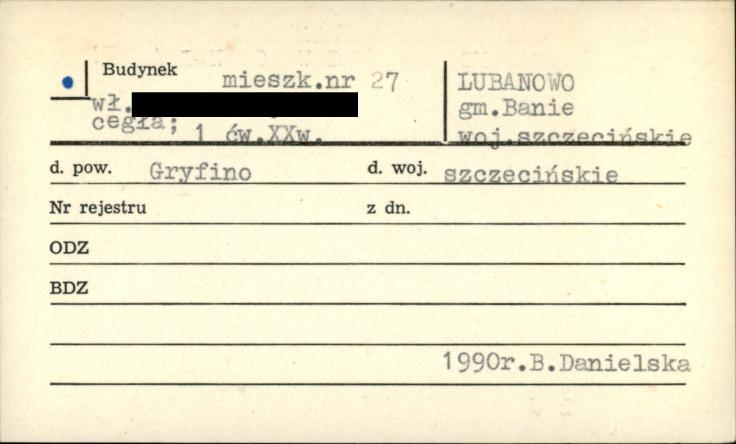 Budynek mieszk.nr 27
wł.
cegła; 1 ćw.XXw.
LUBANOWO
gm.Banie
woj.szczecińskie
d. pow. Gryfino d. woj. szczecińskie
Nr rejestru z dn.
ODZ
BDZ
1990r.B.Danielska